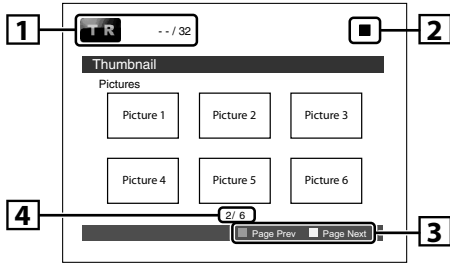 1
TR - - / 32
2
Thumbnail
Pictures
Picture 1 Picture 2 Picture 3
Picture 4 Picture 5 Picture 6
4
2/ 6
Page Prev Page Next
3